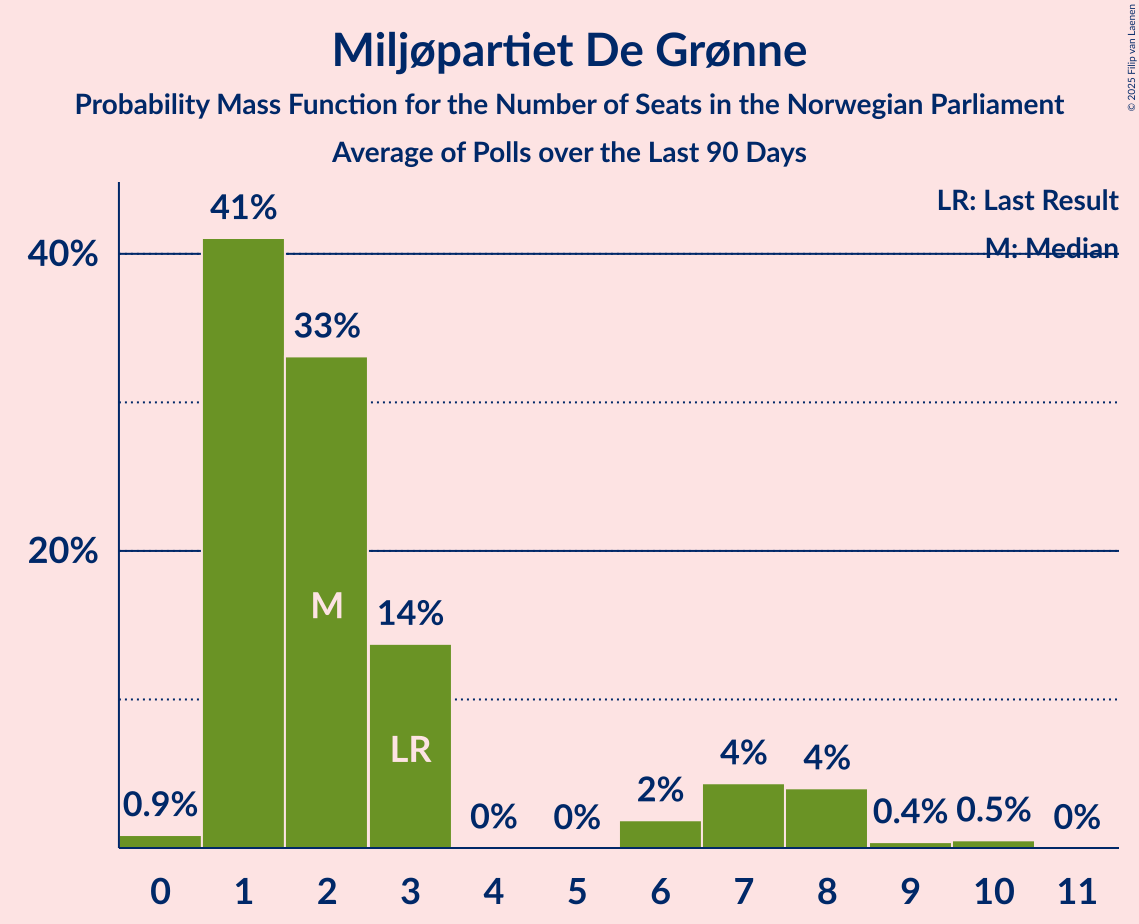 Miljøpartiet De Grønne
Probability Mass Function for the Number of Seats in the Norwegian Parliament
Average of Polls over the Last 90 Days
© 2025 Filip van Laenen
LR: Last Result
M: Median
40%
20%
0.9%
41%
33%
14%
0%
0%
2%
4%
4%
0.4%
0.5%
0%
M
LR
0 1 2 3 4 5 6 7 8 9 10 11